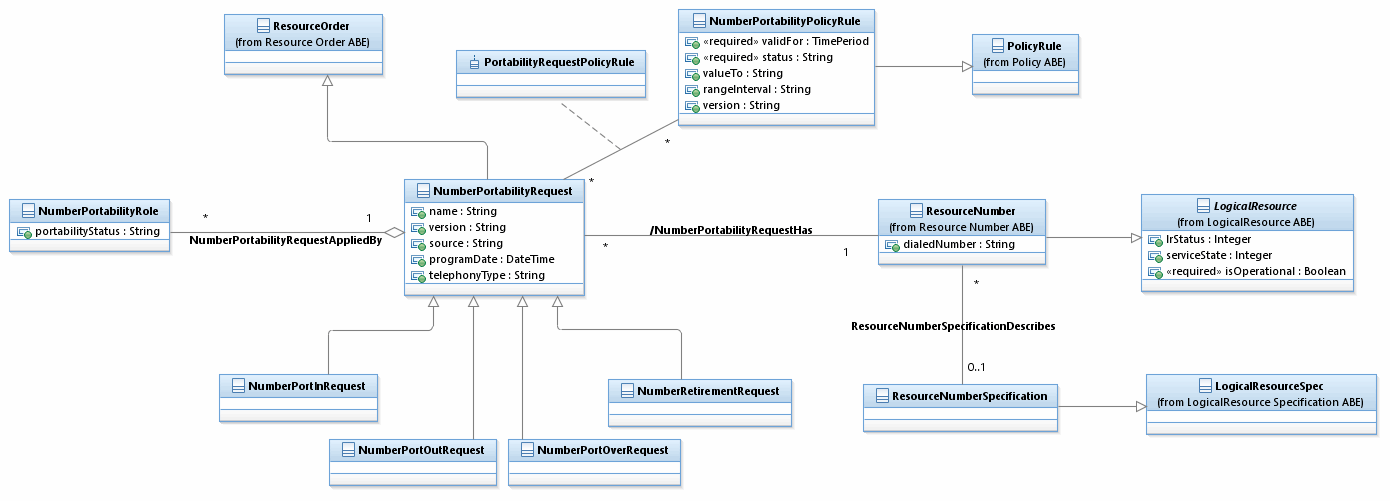 ResourceOrder
(from Resource Order ABE)
NumberPortabilityPolicyRule
«required» validFor : TimePeriod
«required» status : String
valueTo : String
rangeInterval : String
version : String
PolicyRule
(from Policy ABE)
PortabilityRequestPolicyRule
*
*
NumberPortabilityRequest
name : String
version : String
source : String
programDate : DateTime
telephonyType : String
NumberPortabilityRole
portabilityStatus : String
*
1
NumberPortabilityRequestAppliedBy
/NumberPortabilityRequestHas
*
1
ResourceNumber
(from Resource Number ABE)
dialedNumber : String
LogicalResource
(from LogicalResource ABE)
lrStatus : Integer
serviceState : Integer
«required» isOperational : Boolean
*
ResourceNumberSpecificationDescribes
0..1
NumberPortInRequest
NumberRetirementRequest
ResourceNumberSpecification
LogicalResourceSpec
(from LogicalResource Specification ABE)
NumberPortOutRequest
NumberPortOverRequest